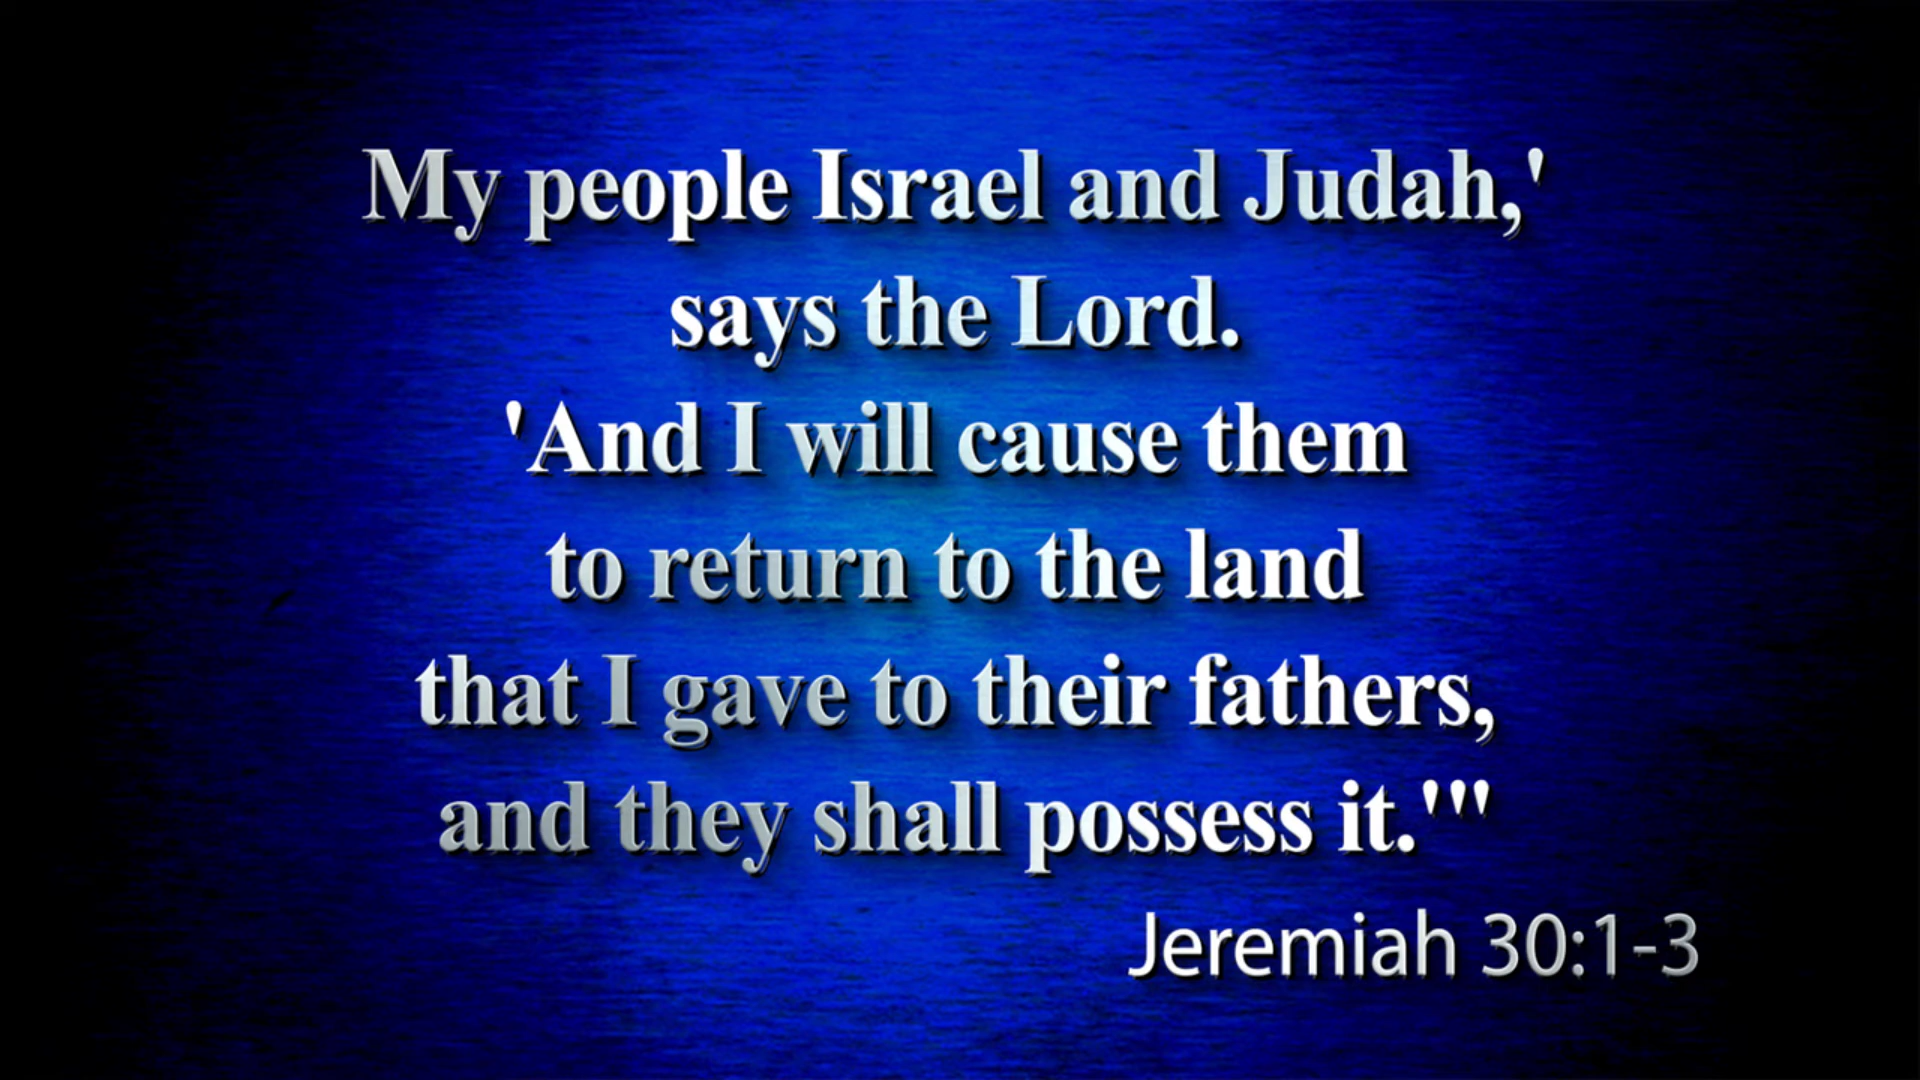 My people Israel and Judah,'
says the Lord.
'And I will cause them
to return to the land
that I gave to their fathers,
and they shall possess it.'"
Jeremiah 30:1-3